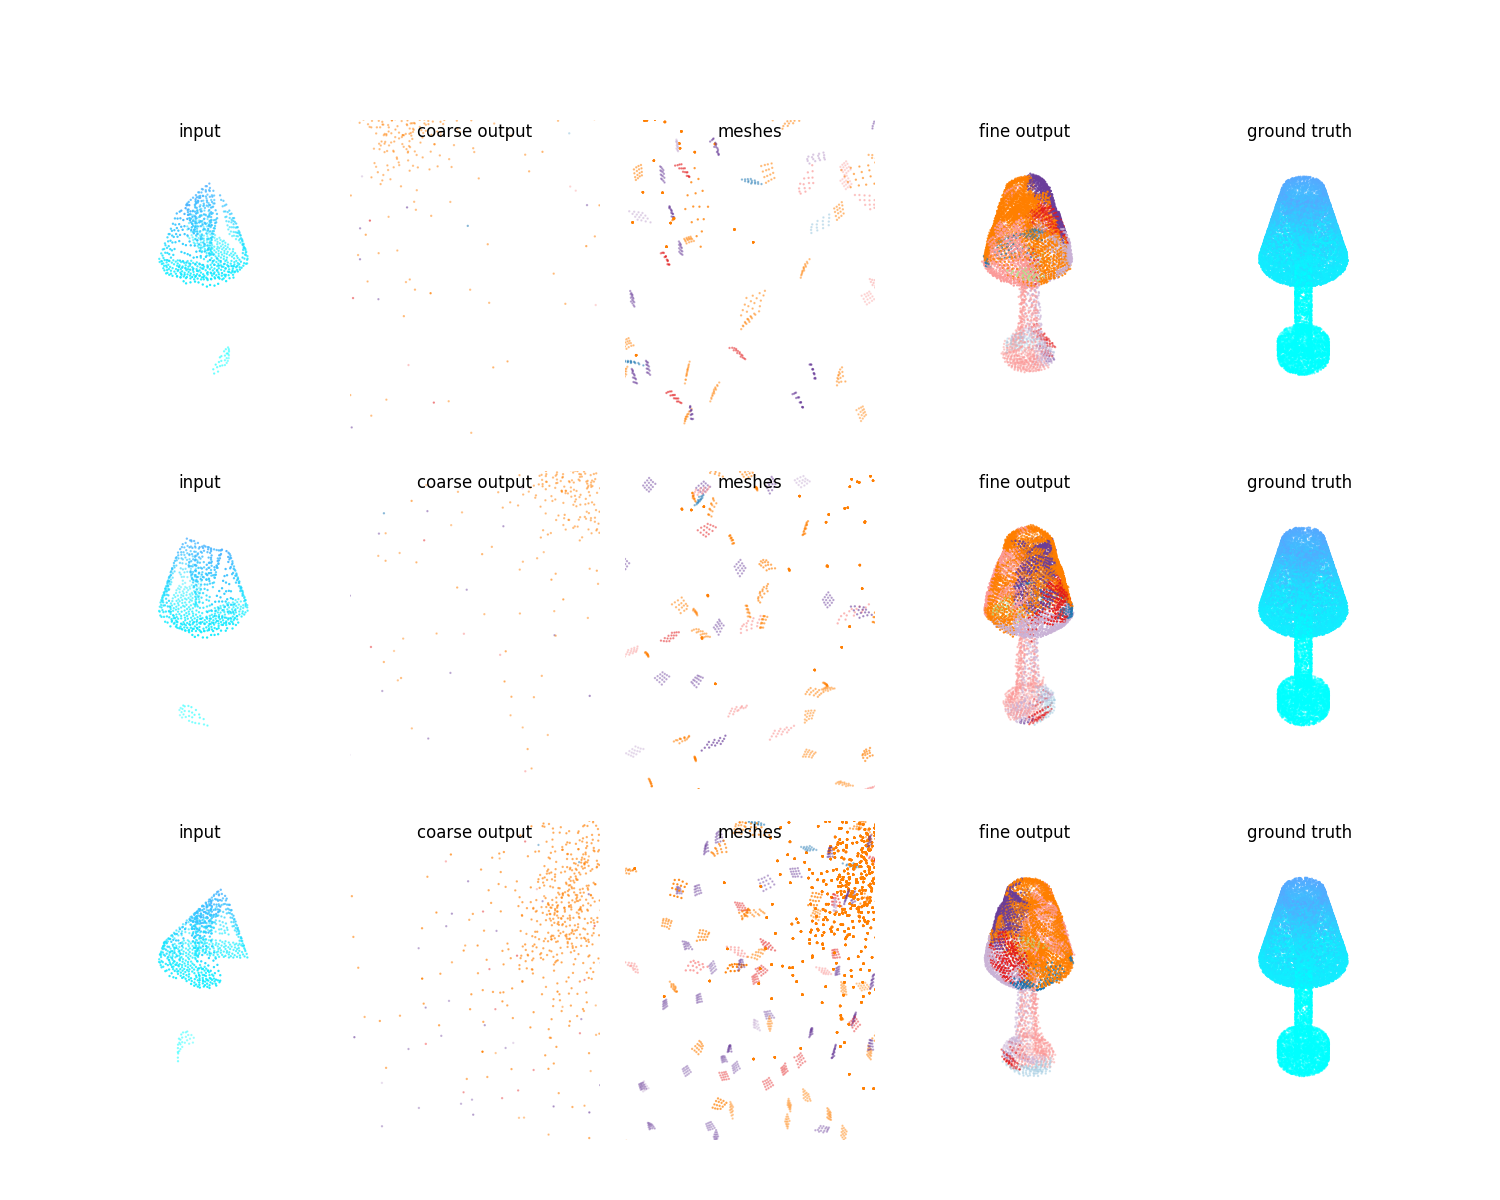 input
coarse output
meshes
fine output
ground truth
input
coarse output
meshes
fine output
ground truth
input
coarse output
meshes
fine output
ground truth